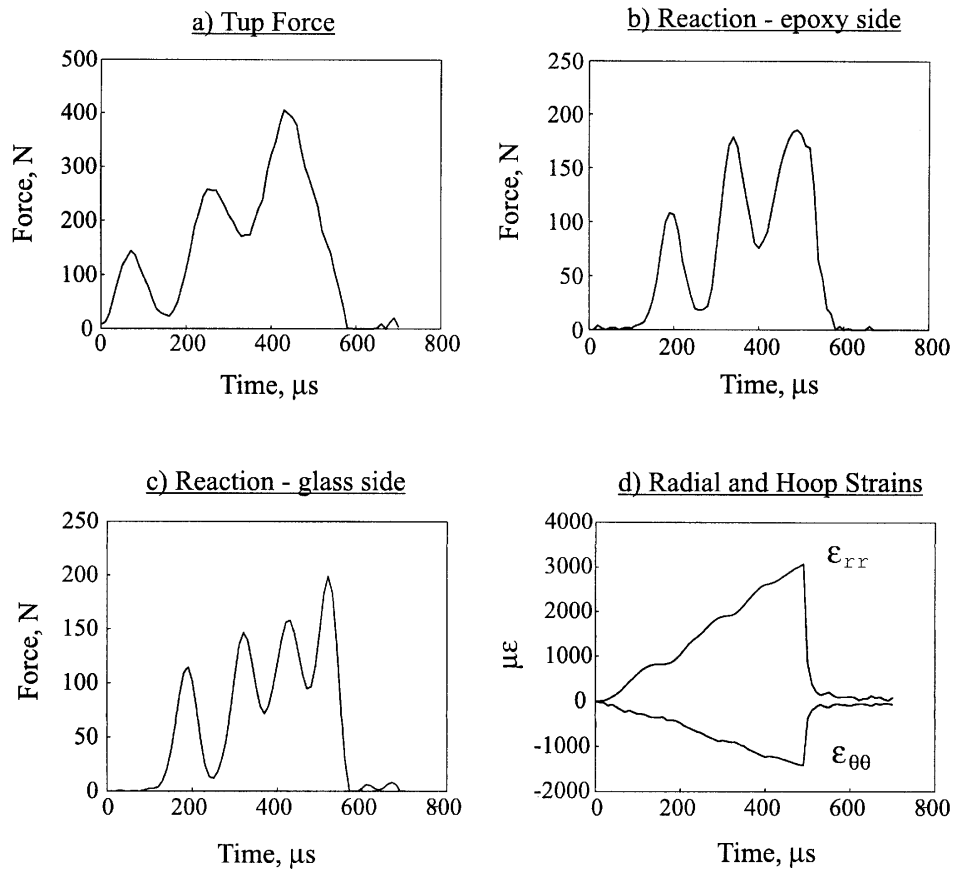 a) Tup Force
500
400
300
200
100
0
0 200 400 600 800
Force, N
Time, μs
b) Reaction - epoxy side
250
200
150
100
50
0
0 200 400 600 800
Force, N
Time, μs
c) Reaction - glass side
250
200
150
100
50
0
0 200 400 600 800
Force, N
Time, μs
d) Radial and Hoop Strains
4000
3000
2000
1000
0
-1000
-2000
0 200 400 600 800
με
εrr
εθθ
Time, μs